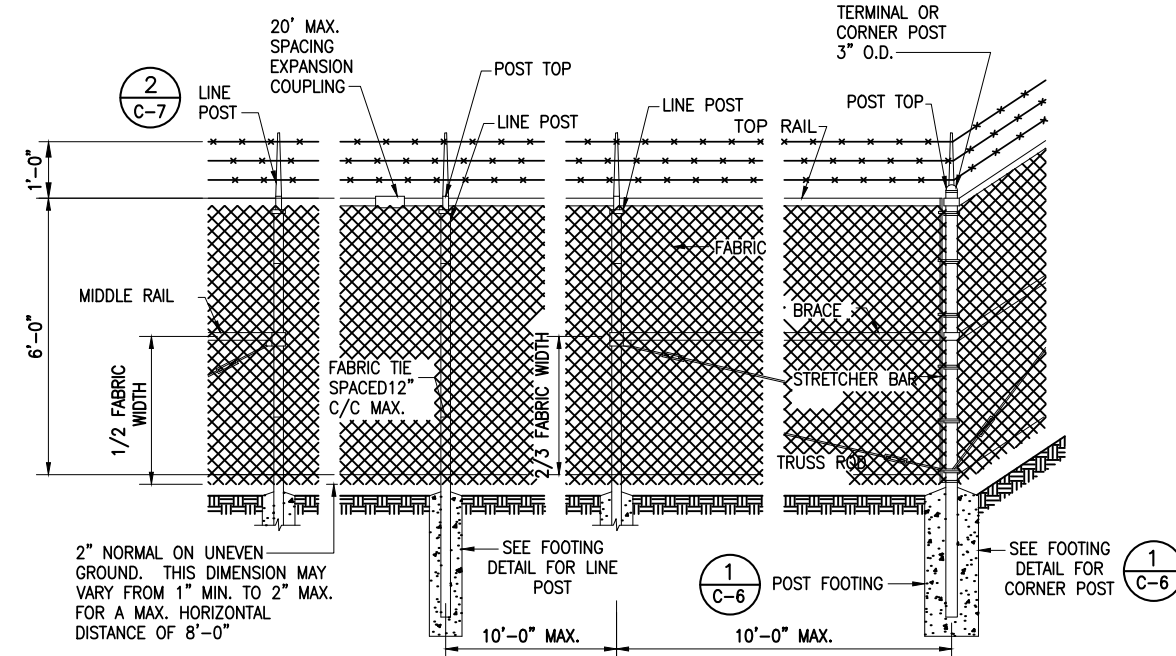 20' MAX.
SPACING
EXPANSION
COUPLING
TERMINAL OR
CORNER POST
3" O.D.
2
C-7
LINE
POST
POST TOP
LINE POST
LINE POST
TOP RAIL
POST TOP
1'-0"
6'-0"
MIDDLE RAIL
1/2 FABRIC
WIDTH
FABRIC TIE
SPACED12"
C/C MAX.
2/3 FABRIC WIDTH
FABRIC
BRACE
STRETCHER BAR
TRUSS ROD
2" NORMAL ON UNEVEN
GROUND. THIS DIMENSION MAY
VARY FROM 1" MIN. TO 2" MAX.
FOR A MAX. HORIZONTAL
DISTANCE OF 8'-0"
SEE FOOTING
DETAIL FOR LINE
POST
1
C-6
POST FOOTING
SEE FOOTING
DETAIL FOR
CORNER POST
1
C-6
10'-0" MAX.
10'-0" MAX.